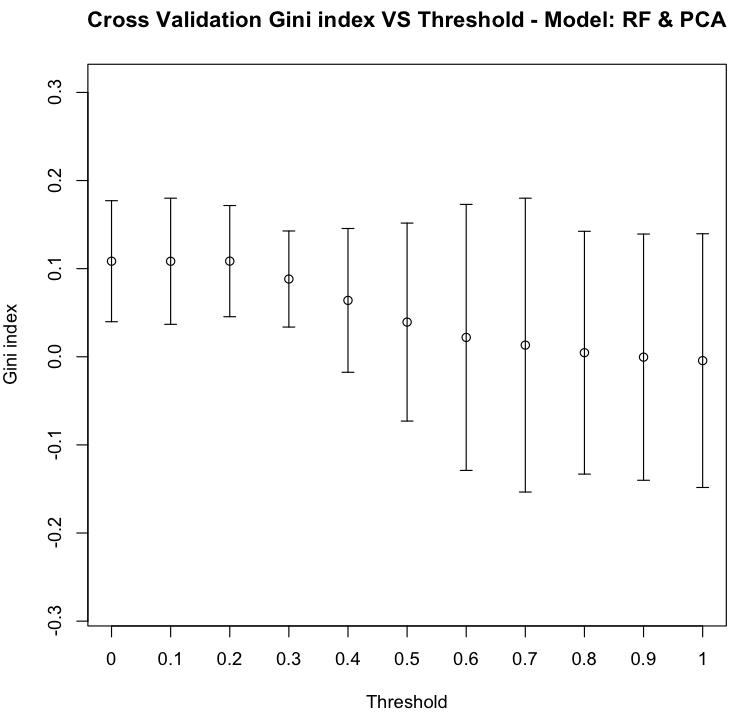 Cross Validation Gini index VS Threshold - Model: RF & PCA
0.3
0.2
0.1
0.0
-0.1
-0.2
-0.3
Gini index
0 0.1 0.2 0.3 0.4 0.5 0.6 0.7 0.8 0.9 1
Threshold